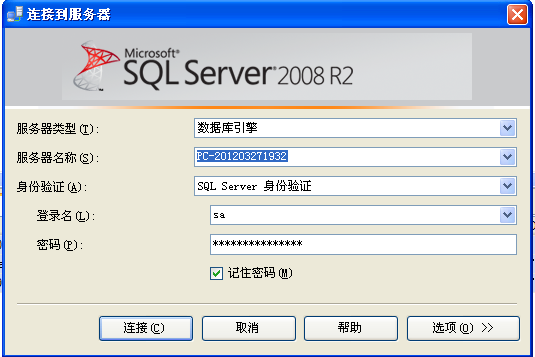 连接到服务器
Microsoft®
SQL Server® 2008 R2
服务器类型(T): 数据库引擎
服务器名称(S): PC-201203271932
身份验证(A): SQL Server 身份验证
登录名(L): sa
密码(P): ***************
记住密码(M)
连接(C) 取消 帮助 选项(O) >>